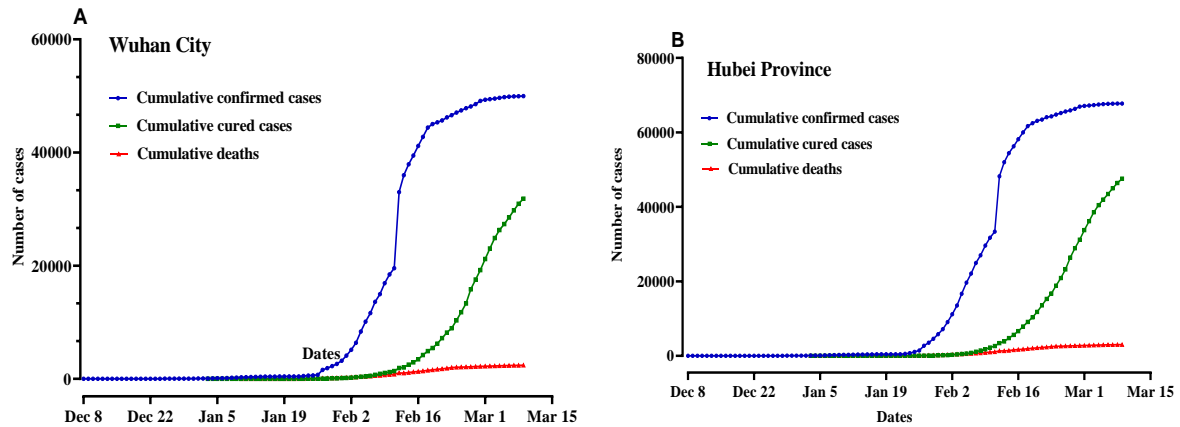 A
Wuhan City
Cumulative confirmed cases
Cumulative cured cases
Cumulative deaths
Number of cases
60000
40000
20000
0
Dates
Dec 8 Dec 22 Jan 5 Jan 19 Feb 2 Feb 16 Mar 1 Mar 15
B
Hubei Province
Cumulative confirmed cases
Cumulative cured cases
Cumulative deaths
Number of cases
80000
60000
40000
20000
0
Dec 8 Dec 22 Jan 5 Jan 19 Feb 2 Feb 16 Mar 1 Mar 15
Dates